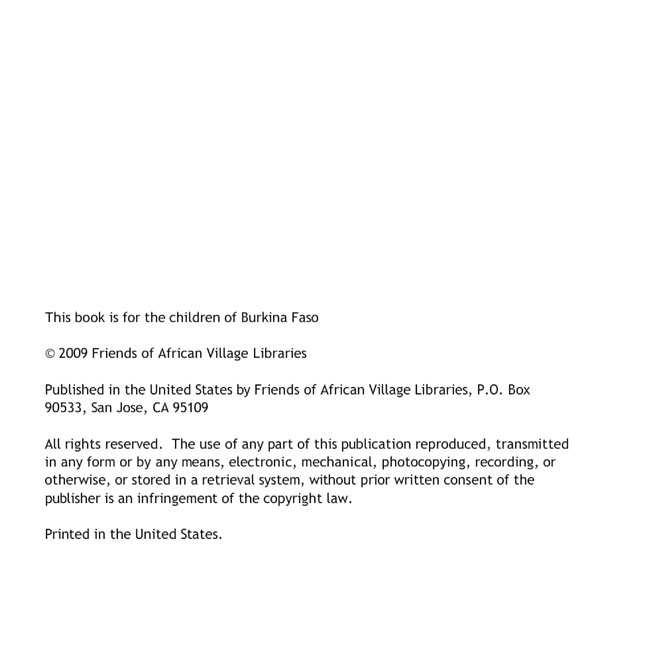 This book is for the children of Burkina Faso
© 2009 Friends of African Village Libraries
Published in the United States by Friends of African Village Libraries, P.O. Box
90533, San Jose, CA 95109
All rights reserved.  The use of any part of this publication reproduced, transmitted
in any form or by any means, electronic, mechanical, photocopying, recording, or
otherwise, or stored in a retrieval system, without prior written consent of the
publisher is an infringement of the copyright law.
Printed in the United States.